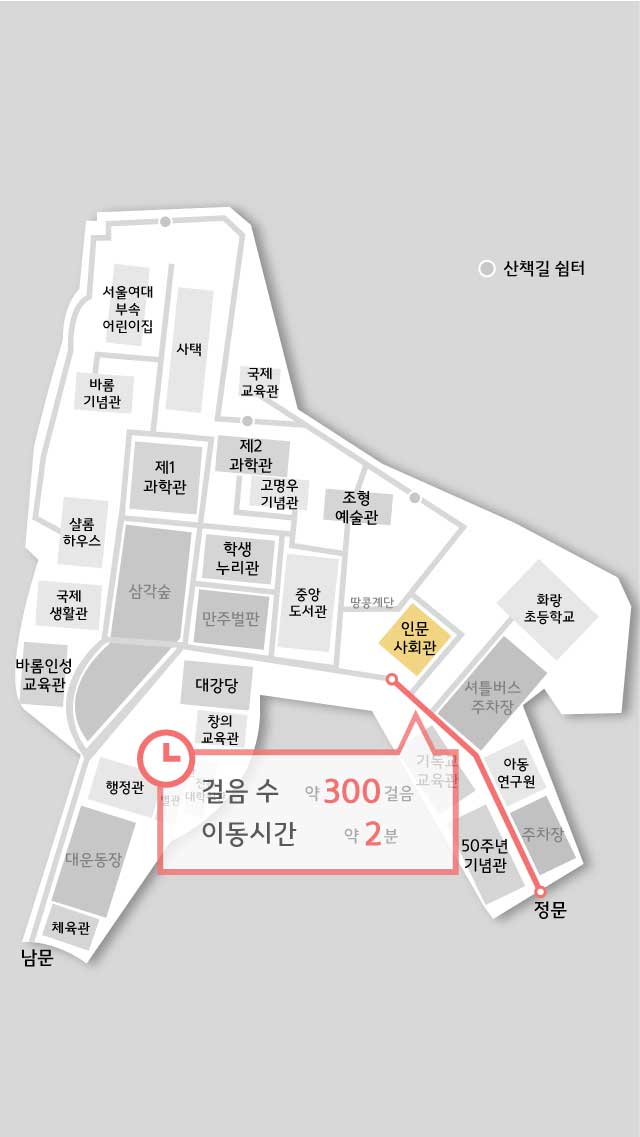 산책길 쉼터
서울여대
부속
어린이집
사택
바롬
기념관
국제
교육관
제1
과학관
제2
과학관
고명우
기념관
조형
예술관
샬롬
하우스
학생
누리관
삼각숲
만주벌판
중앙
도서관
땅콩계단
국제
생활관
인문
사회관
화랑
초등학교
바롬인성
교육관
대강당
셔틀버스
주차장
창의
교육관
기독교
교육관
아동
연구원
행정관
별관
대학
걸음 수 약 300 걸음
이동시간 약 2 분
대운동장
50주년
기념관
주차장
체육관
정문
남문